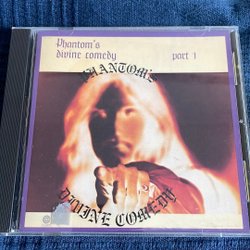 Phantom's
divine comedy part 1
PHANTOM'S
DIVINE COMEDY